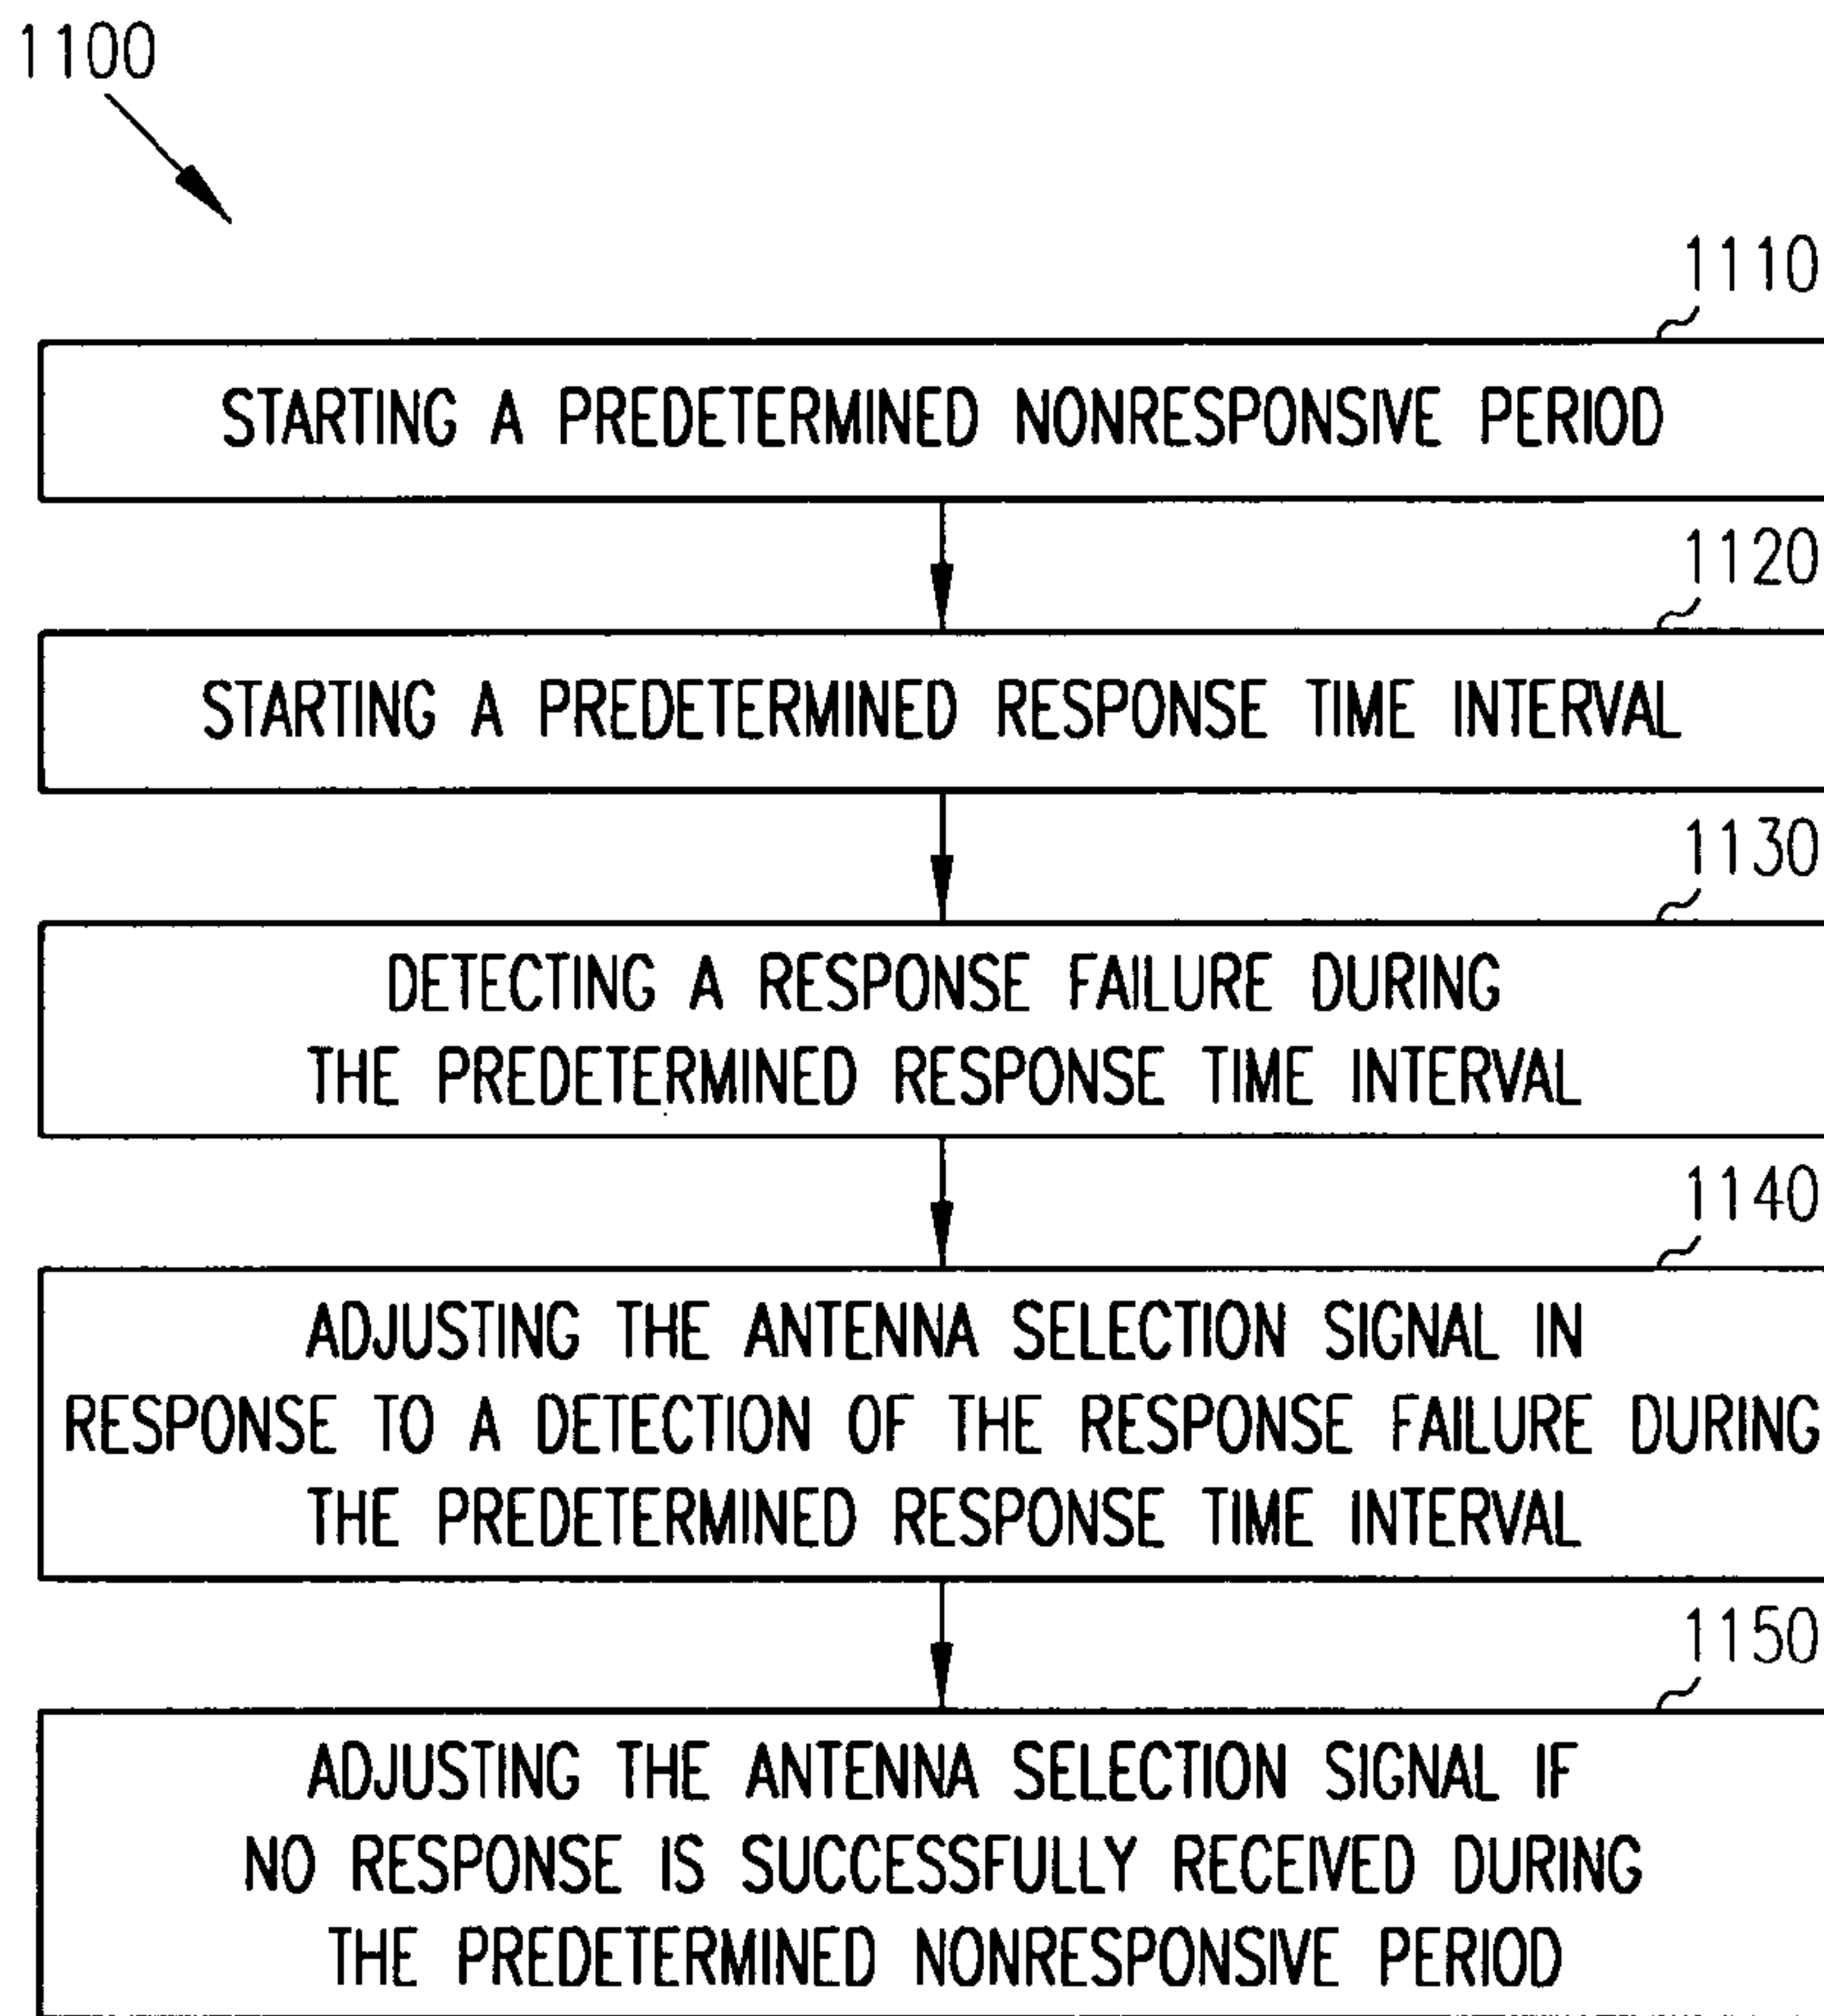 1100
1110
STARTING A PREDETERMINED NONRESPONSIVE PERIOD
1120
STARTING A PREDETERMINED RESPONSE TIME INTERVAL
1130
DETECTING A RESPONSE FAILURE DURING
THE PREDETERMINED RESPONSE TIME INTERVAL
1140
ADJUSTING THE ANTENNA SELECTION SIGNAL IN
RESPONSE TO A DETECTION OF THE RESPONSE FAILURE DURING
THE PREDETERMINED RESPONSE TIME INTERVAL
1150
ADJUSTING THE ANTENNA SELECTION SIGNAL IF
NO RESPONSE IS SUCCESSFULLY RECEIVED DURING
THE PREDETERMINED NONRESPONSIVE PERIOD